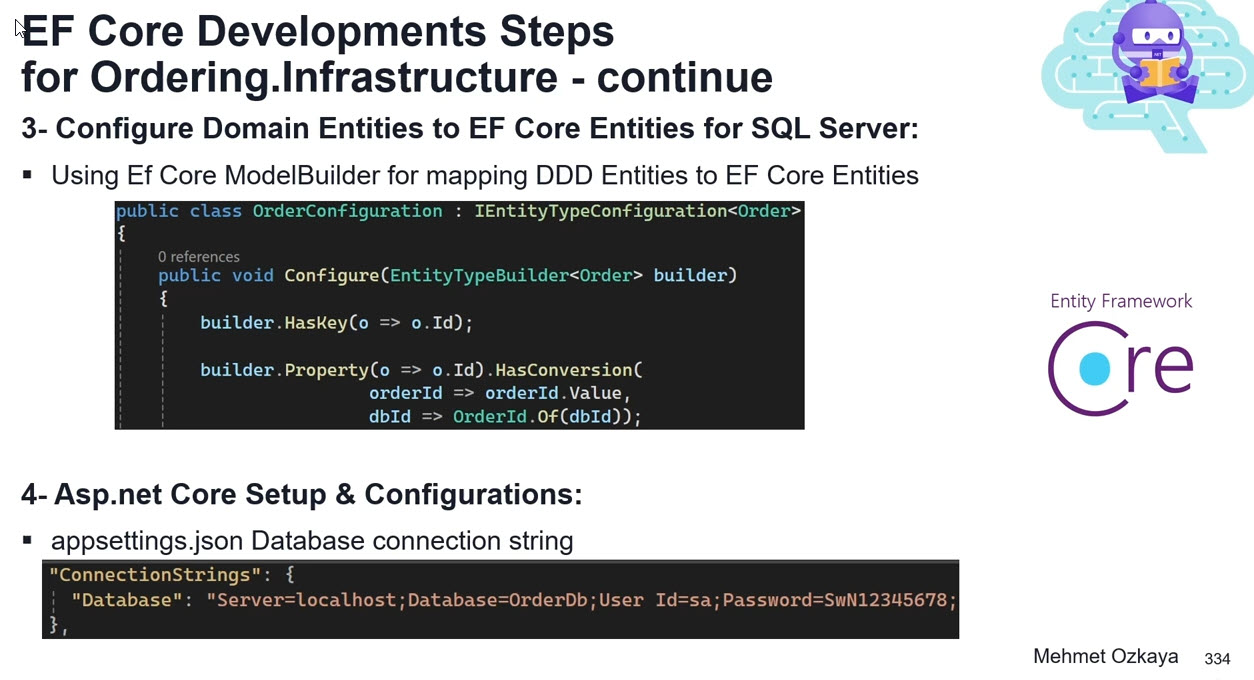 EF Core Developments Steps
for Ordering.Infrastructure - continue
3- Configure Domain Entities to EF Core Entities for SQL Server:
▪ Using Ef Core ModelBuilder for mapping DDD Entities to EF Core Entities
public class OrderConfiguration : IEntityTypeConfiguration<Order>
{
0 references
public void Configure(EntityTypeBuilder<Order> builder)
{
builder.HasKey(o => o.Id);
builder.Property(o => o.Id).HasConversion(
orderId => orderId.Value,
dbId => OrderId.Of(dbId));
.NET
Entity Framework
Core
4- Asp.net Core Setup & Configurations:
▪ appsettings.json Database connection string
"ConnectionStrings": {
"Database": "Server=localhost;Database=OrderDb;User Id=sa;Password=SwN12345678;
},
Mehmet Ozkaya 334